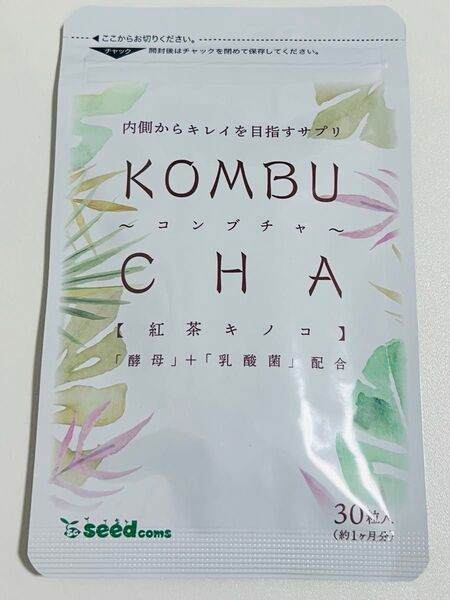 ◀ ここからお切りください。
チャック 開封後はチャックを閉めて保存してください。
内側からキレイを目指すサプリ
KOMBU
～コンブチャ～
CHA
【紅茶キノコ】
「酵母」+「乳酸菌」配合
30粒入
(約1ヶ月分)
seedcoms